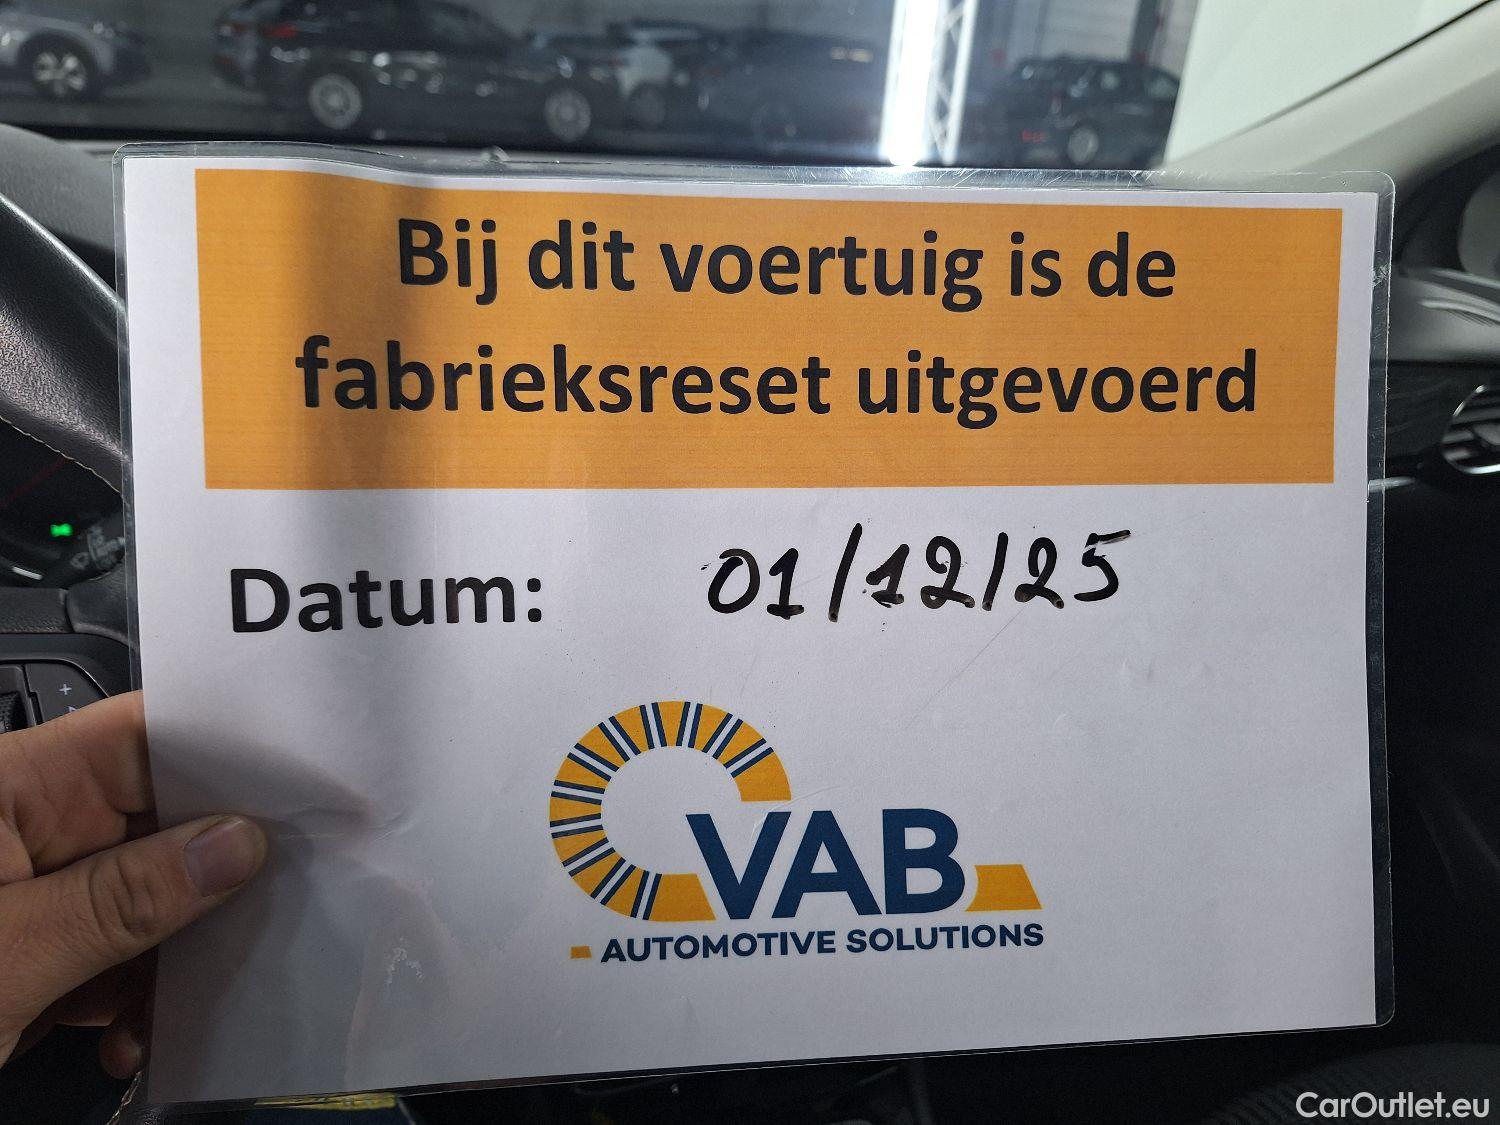 Bij dit voertuig is de
fabrieksreset uitgevoerd
Datum: 01/12/25
VAB
AUTOMOTIVE SOLUTIONS
CarOutlet.eu